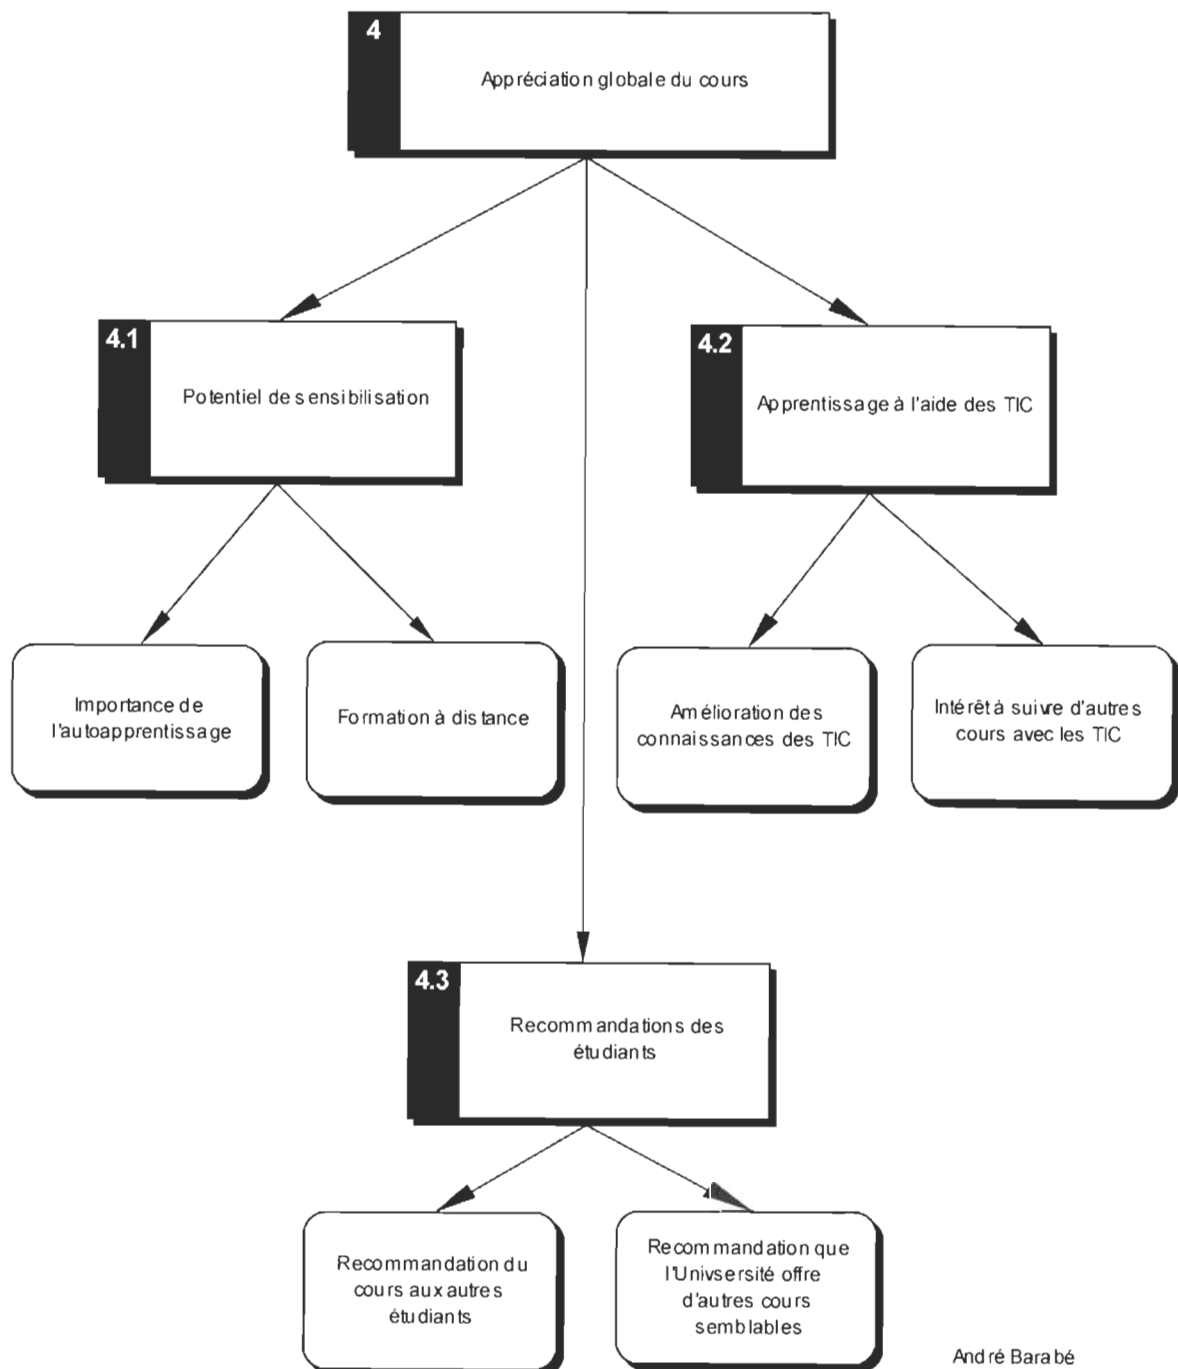 4
Appréciation globale du cours
4.1
Potentiel de sensibilisation
4.2
Apprentissage à l'aide des TIC
Importance de
l'autoapprentissage
Formation à distance
Amélioration des
connaissances des TIC
Intérêt à suivre d'autres
cours avec les TIC
4.3
Recommandations des
étudiants
Recommandation du
cours aux autres
étudiants
Recommandation que
l'Univsersité offre
d'autres cours
semblables
André Barabé